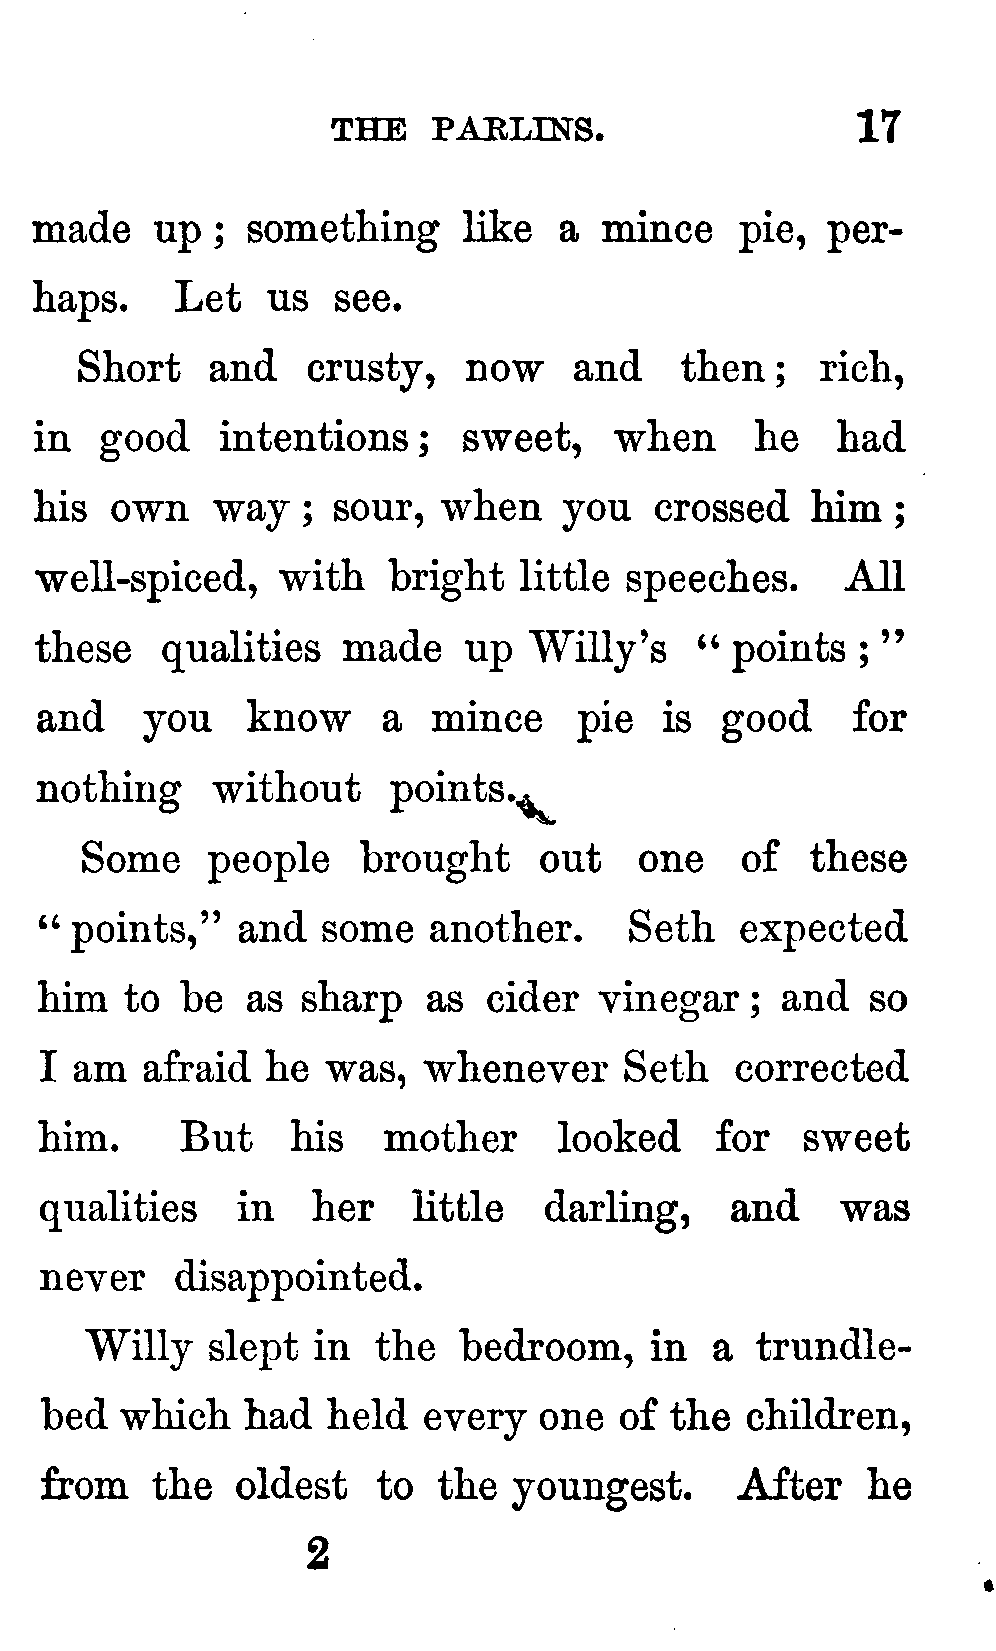 THE PARLINS. 17
made up; something like a mince pie, per-
haps. Let us see.
Short and crusty, now and then; rich,
in good intentions; sweet, when he had
his own way; sour, when you crossed him;
well-spiced, with bright little speeches. All
these qualities made up Willy's "points;"
and you know a mince pie is good for
nothing without points.
Some people brought out one of these
"points," and some another. Seth expected
him to be as sharp as cider vinegar; and so
I am afraid he was, whenever Seth corrected
him. But his mother looked for sweet
qualities in her little darling, and was
never disappointed.
Willy slept in the bedroom, in a trundle-
bed which had held every one of the children,
from the oldest to the youngest. After he
2